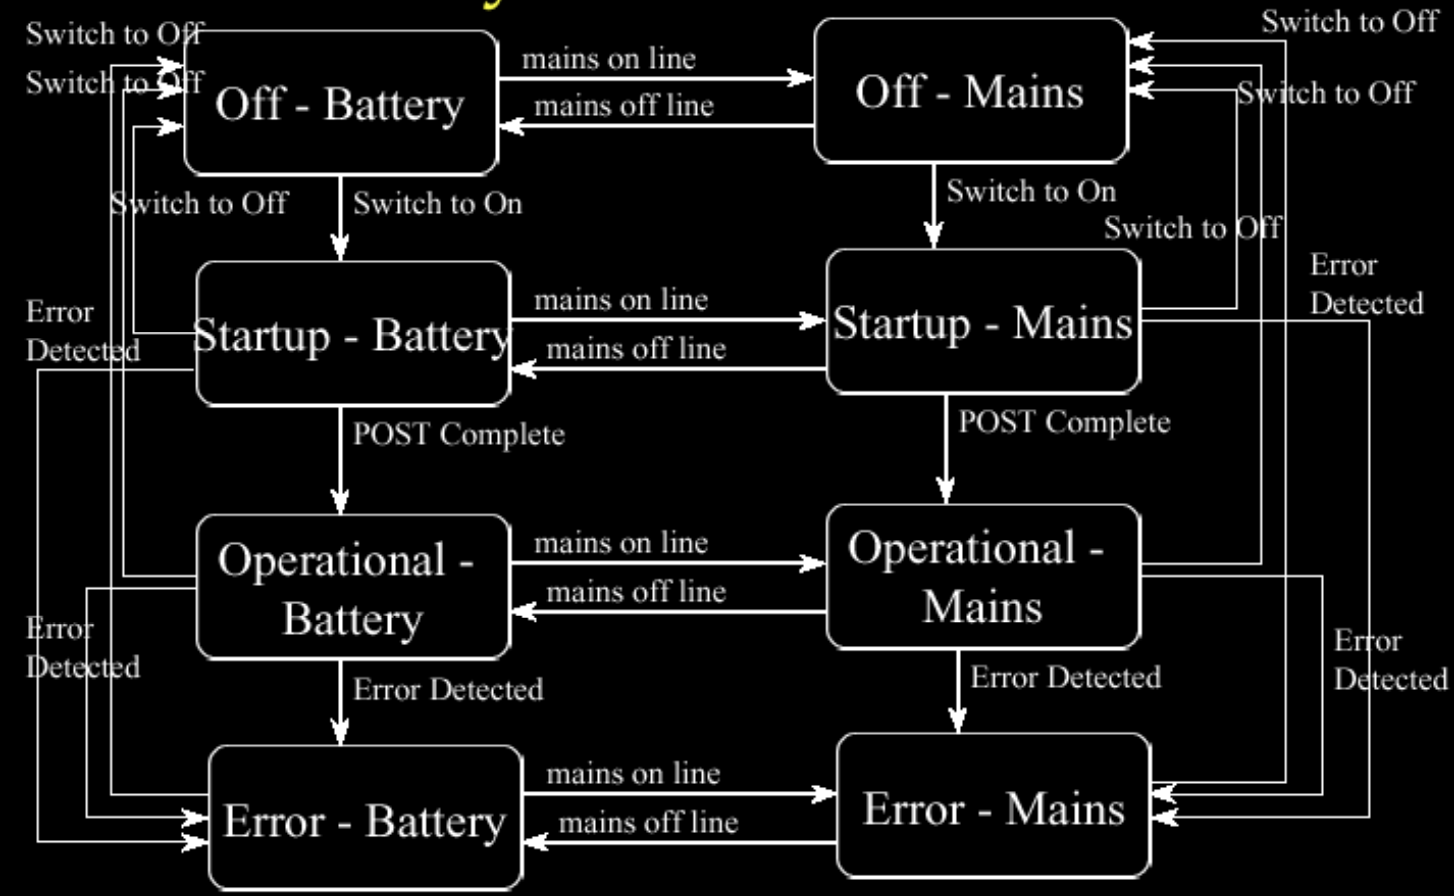 Switch to Off
Switch to Off
mains on line
Switch to Off
Off - Battery
Off - Mains
Switch to Off
mains off line
Switch to Off
Switch to On
Switch to On
Switch to Off
Error
Detected
mains on line
Error
Detected
Startup - Battery
Startup - Mains
mains off line
POST Complete
POST Complete
mains on line
Operational -
Battery
Operational -
Mains
mains off line
Error
Detected
Error
Detected
Error Detected
Error Detected
mains on line
Error - Battery
Error - Mains
mains off line